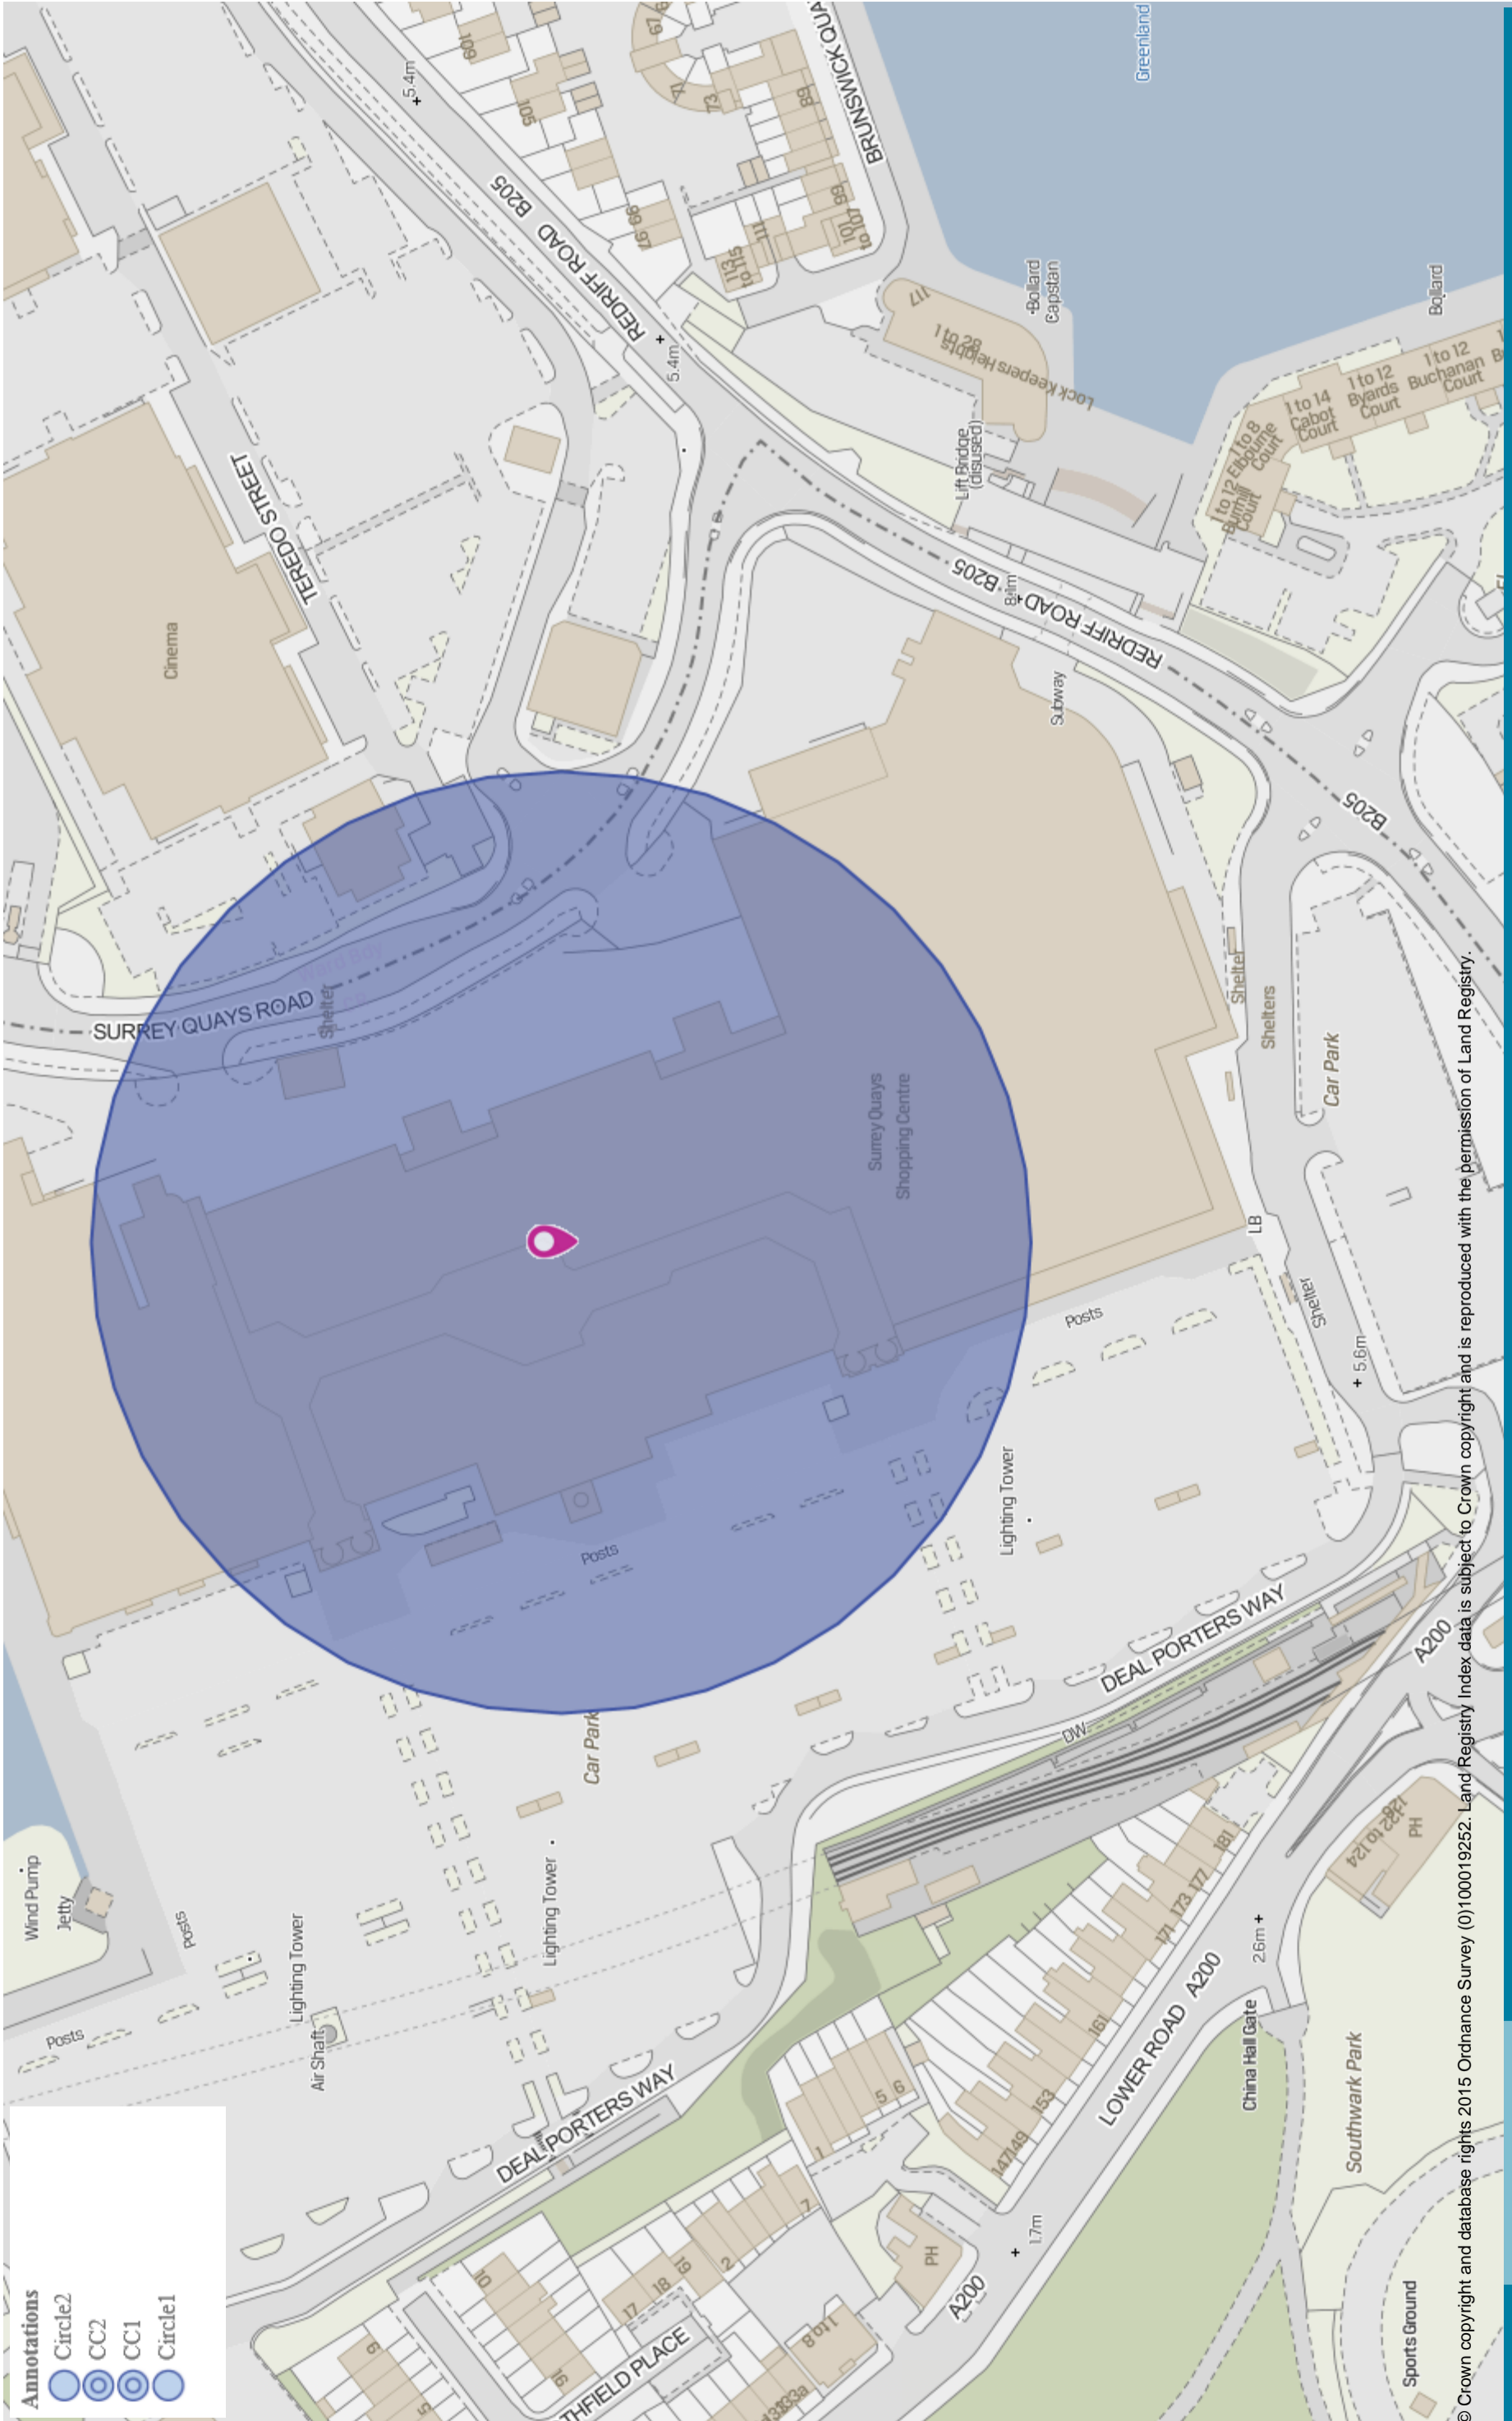 Annotations
Circle2
CC2
CC1
Circle1
Wind Pump
Jetty
Posts
Posts
Lighting Tower
Air Shaft
Lighting Tower
Car Park
DEAL PORTERS WAY
10
16
17
18
19
2
7
1
5 6
9
5
THFIELD PLACE
1 to 8
133a
PH
A200
1.7m
147
149
153
161
171
173
177
181
LOWER ROAD A200
2.6m
China Hall Gate
Southwark Park
Sports Ground
122 to 124
128
PH
A200
DEAL PORTERS WAY
DW
Lighting Tower
Posts
Posts
5.6m
Shelter
LB
Car Park
Shelters
Shelter
Surrey Quays
Shopping Centre
SURREY QUAYS ROAD
Shelter
Ward Bdy
Cinema
TEREDO STREET
Subway
B205
REDRIFF ROAD
8.1m
B205
Lift Bridge
(disused)
1 to 12
Burnhill
Court
1 to 8
Elbourne
Court
1 to 14
Cabot
Court
1 to 12
Byards
Court
1 to 12
Buchanan
Court
Bollard
Bollard
Capstan
Lock Keepers Heights
1 to 28
117
5.4m
REDRIFF ROAD B205
5.4m
109
105
99
97
113
to 115
111
101
to 107
99
89
73
71
67
BRUNSWICK QUA
Greenland
© Crown copyright and database rights 2015 Ordnance Survey (0)100019252. Land Registry Index data is subject to Crown copyright and is reproduced with the permission of Land Registry.